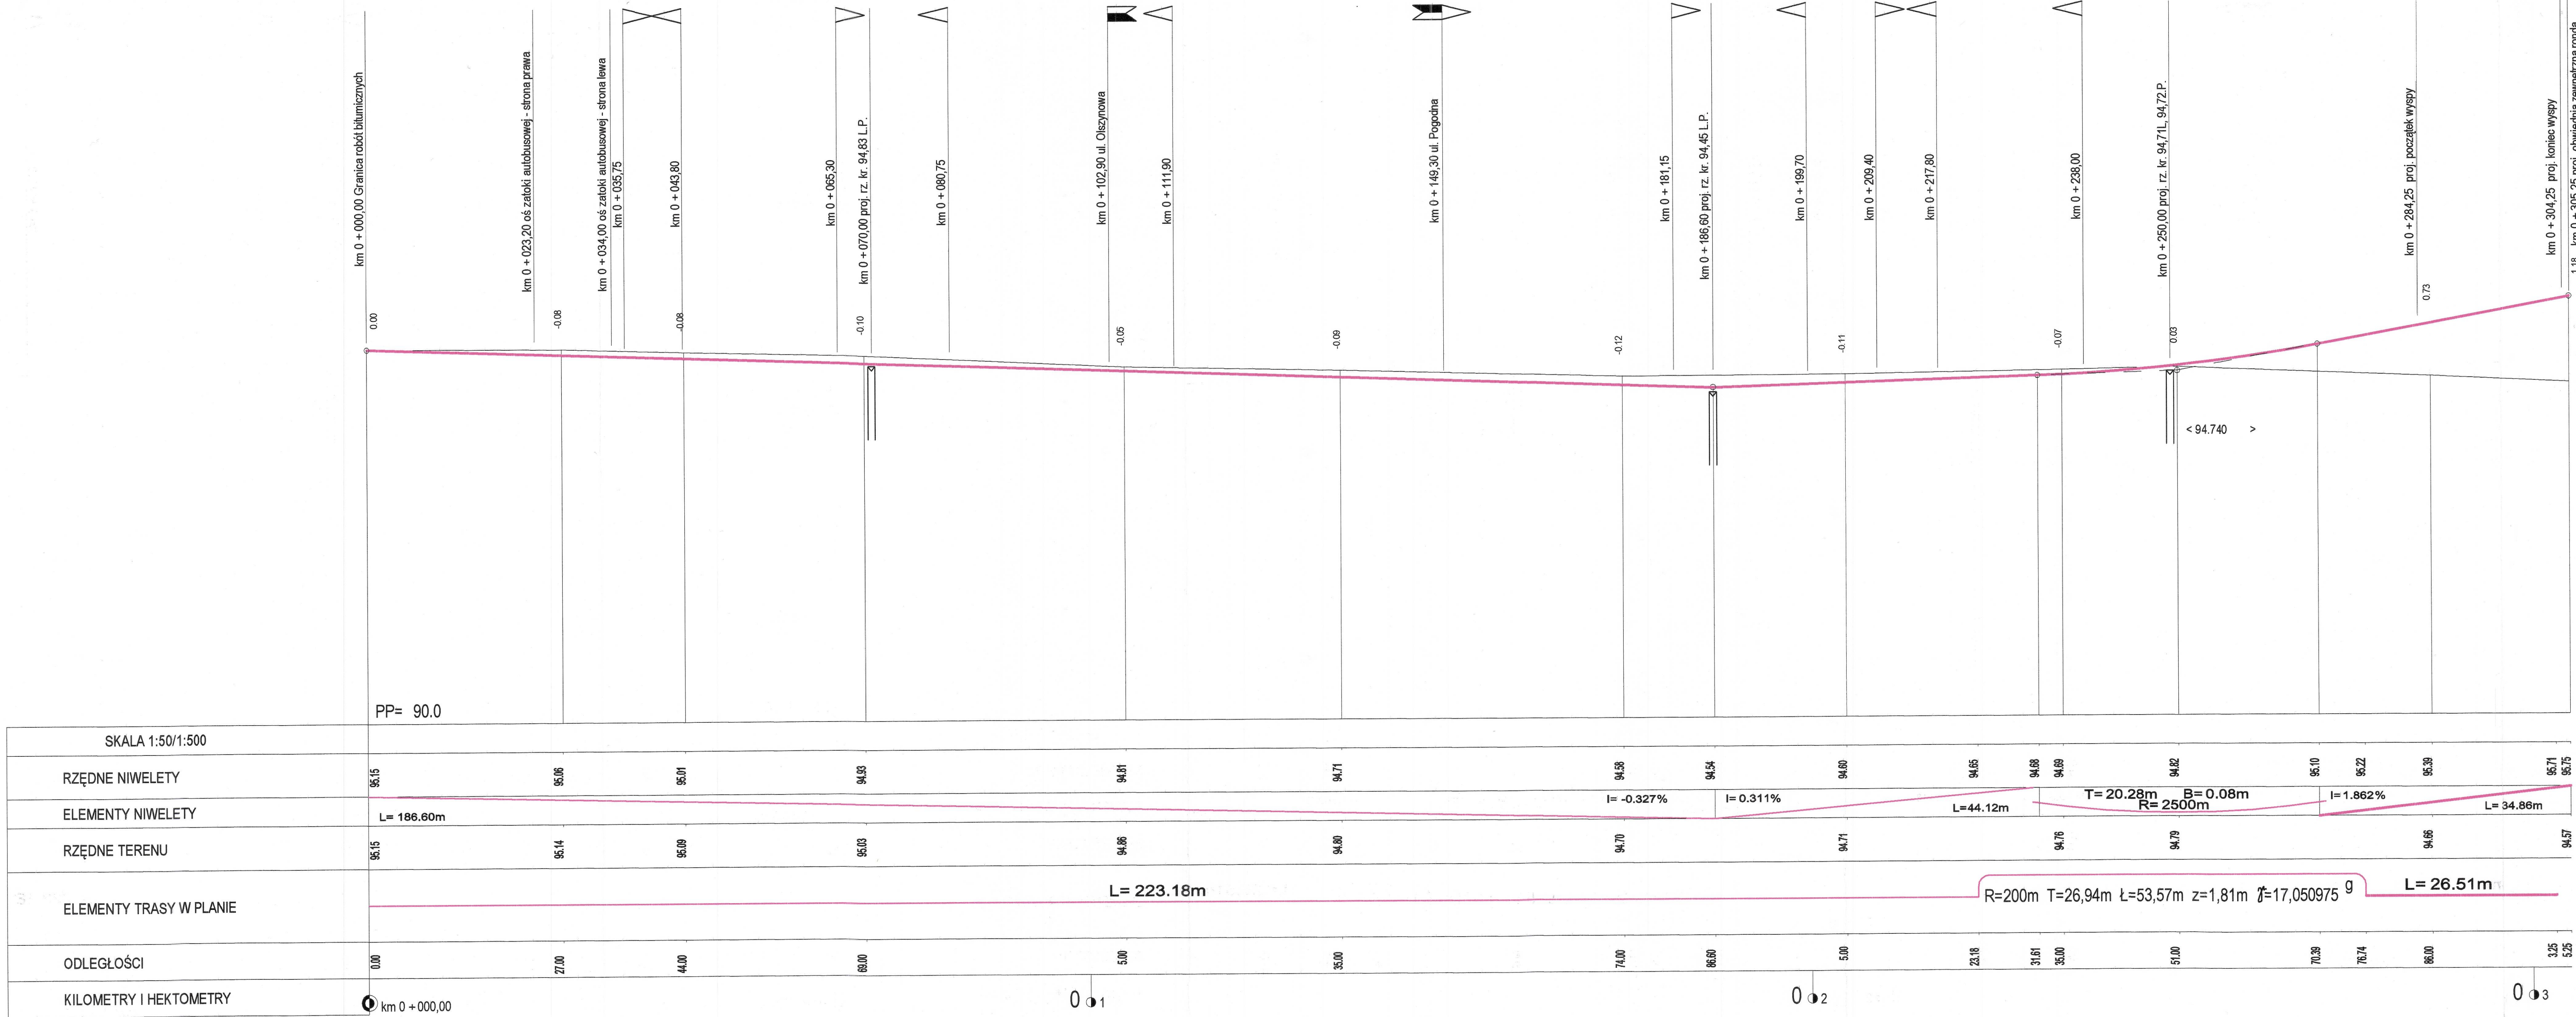 km 0 + 000,00 Granica robót bitumicznych
km 0 + 023,20 oś zatoki autobusowej - strona prawa
km 0 + 034,00 oś zatoki autobusowej - strona lewa
km 0 + 035,75
km 0 + 043,80
km 0 + 065,30
km 0 + 070,00 proj. rz. kr. 94,83 L.P.
km 0 + 080,75
km 0 + 102,90 ul. Olszynowa
km 0 + 111,90
km 0 + 149,30 ul. Pogodna
km 0 + 181,15
km 0 + 186,60 proj. rz. kr. 94,45 L.P.
km 0 + 199,70
km 0 + 209,40
km 0 + 217,80
km 0 + 238,00
km 0 + 250,00 proj. rz. kr. 94,71L, 94,72.P.
km 0 + 284,25 proj. początek wyspy
km 0 + 304,25 proj. koniec wyspy
km 0 + 305,25 proj. obwiednia zewnętrzna ronda
0.00
-0.08
-0.08
-0.10
-0.05
-0.09
-0.12
-0.11
-0.07
0.03
0.73
1.18
< 94.740 >
PP= 90.0
SKALA 1:50/1:500
RZĘDNE NIWELETY 95.15 95.06 95.01 94.93 94.81 94.71 94.58 94.54 94.60 94.65 94.68 94.69 94.82 95.10 95.22 95.39 95.71 95.75
ELEMENTY NIWELETY
L= 186.60m
I= -0.327%
I= 0.311%
L=44.12m
T= 20.28m B= 0.08m
R= 2500m
I= 1.862%
L= 34.86m
RZĘDNE TERENU 95.15 95.14 95.09 95.03 94.86 94.80 94.70 94.71 94.76 94.79 94.66 94.57
ELEMENTY TRASY W PLANIE
L= 223.18m
R=200m T=26,94m Ł=53,57m z=1,81m γ=17,050975 g
L= 26.51m
ODLEGŁOŚCI 0.00 27.00 44.00 69.00 5.00 35.00 74.00 86.60 5.00 23.18 31.61 35.00 51.00 70.39 76.74 86.00 3.25 5.25
KILOMETRY I HEKTOMETRY km 0 +000,00 0 1 0 2 0 3